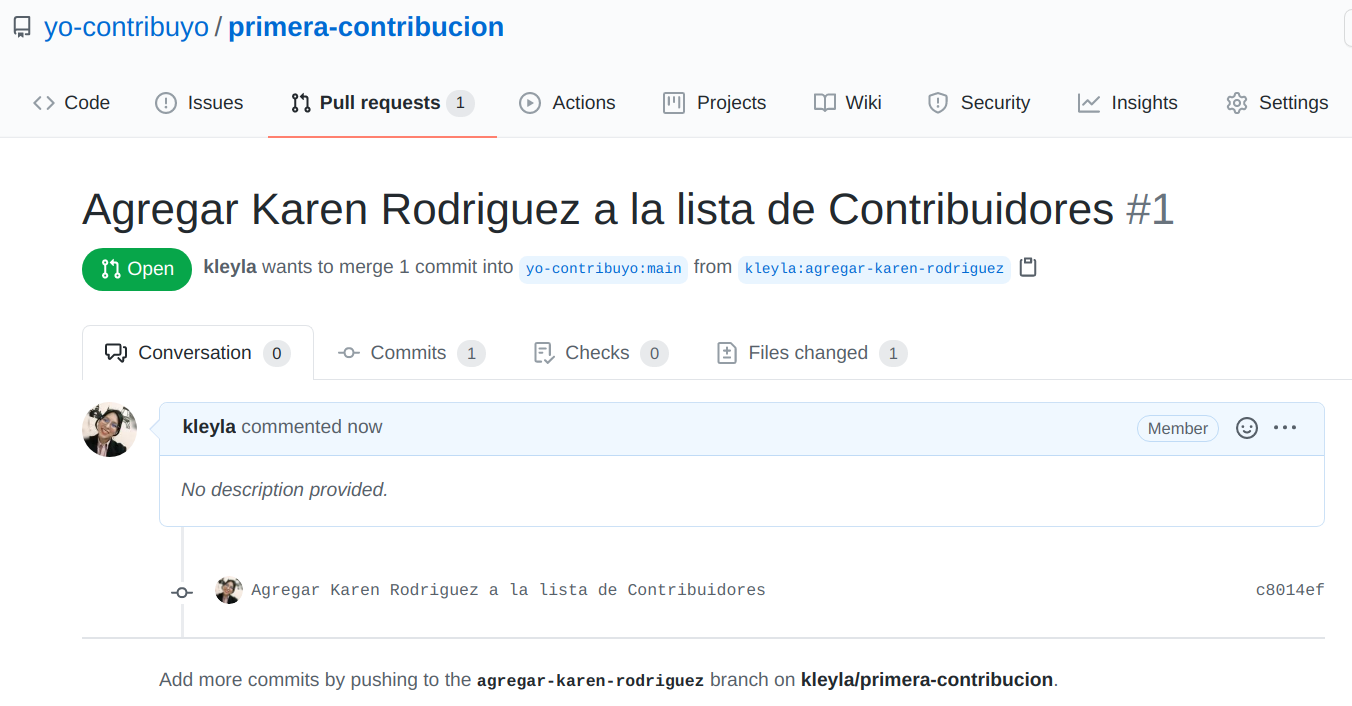 yo-contribuyo / primera-contribucion
Code Issues Pull requests 1 Actions Projects Wiki Security Insights Settings
Agregar Karen Rodriguez a la lista de Contribuidores #1
Open kleyla wants to merge 1 commit into yo-contribuyo:main from kleyla:agregar-karen-rodriguez
Conversation 0 Commits 1 Checks 0 Files changed 1
kleyla commented now Member
No description provided.
Agregar Karen Rodriguez a la lista de Contribuidores c8014ef
Add more commits by pushing to the agregar-karen-rodriguez branch on kleyla/primera-contribucion.